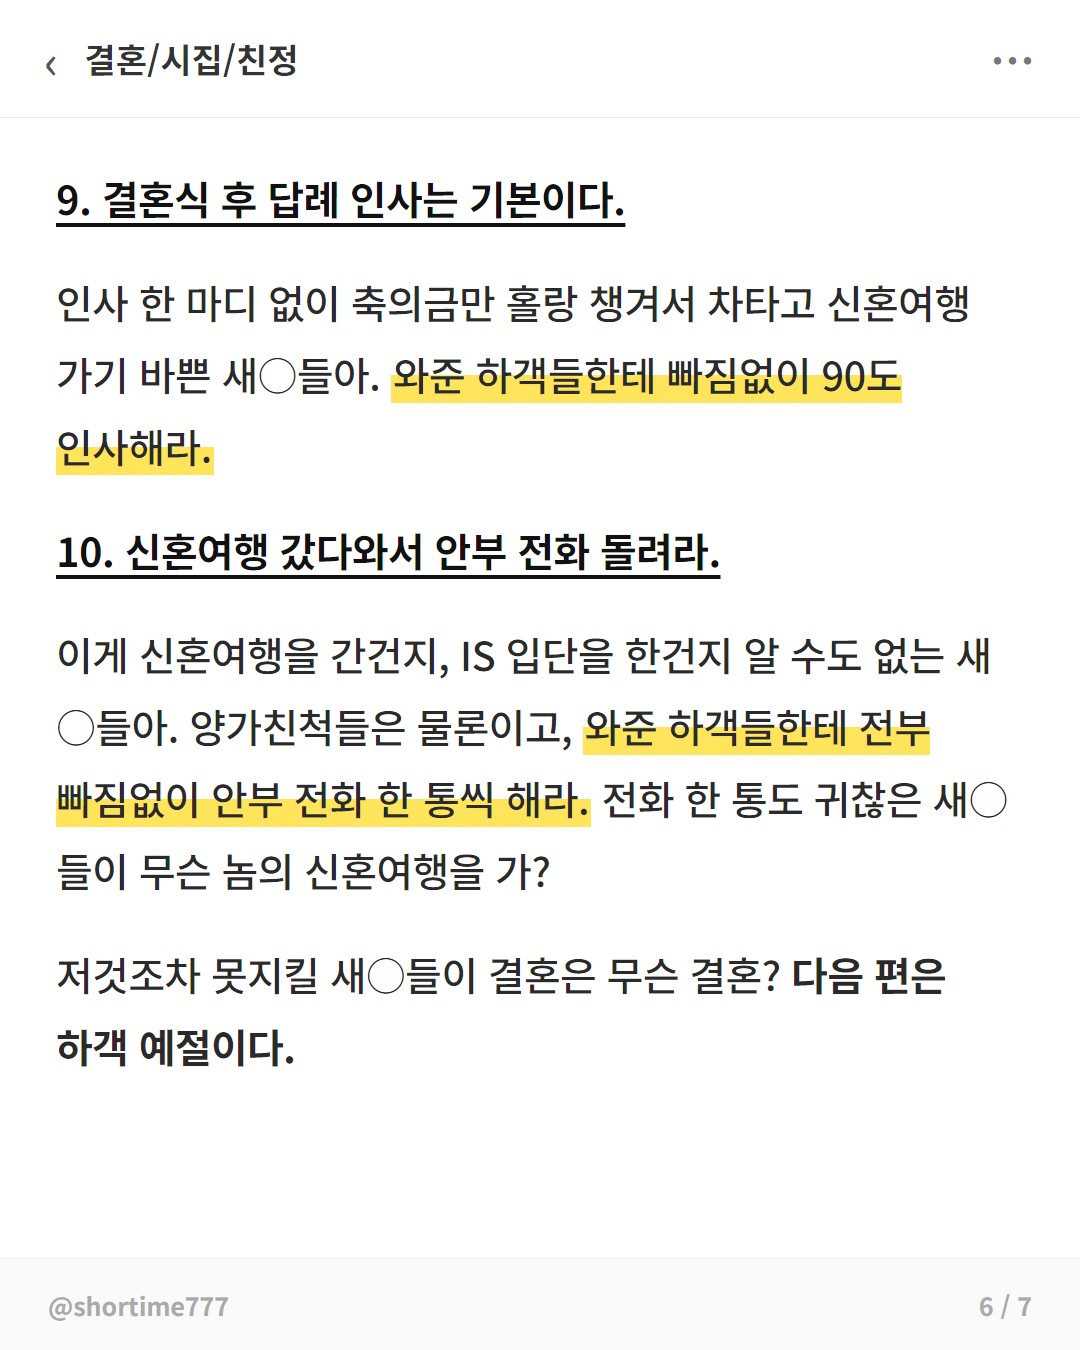 ‹ 결혼/시집/친정 •••
9. 결혼식 후 답례 인사는 기본이다.
인사 한 마디 없이 축의금만 홀랑 챙겨서 차타고 신혼여행
가기 바쁜 새◯들아. 와준 하객들한테 빠짐없이 90도
인사해라.
10. 신혼여행 갔다와서 안부 전화 돌려라.
이게 신혼여행을 간건지, IS 입단을 한건지 알 수도 없는 새
◯들아. 양가친척들은 물론이고, 와준 하객들한테 전부
빠짐없이 안부 전화 한 통씩 해라. 전화 한 통도 귀찮은 새◯
들이 무슨 놈의 신혼여행을 가?
저것조차 못지킬 새◯들이 결혼은 무슨 결혼? 다음 편은
하객 예절이다.
@shortime777 6 / 7